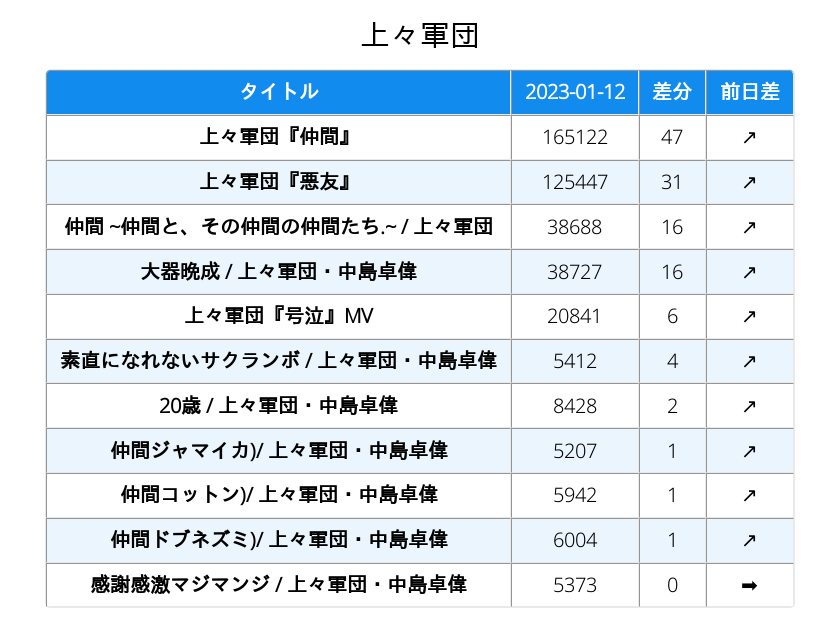 上々軍団
タイトル 2023-01-12 差分 前日差
上々軍団『仲間』 165122 47 ↗
上々軍団『悪友』 125447 31 ↗
仲間 ~仲間と、その仲間の仲間たち.~ / 上々軍団 38688 16 ↗
大器晩成 / 上々軍団・中島卓偉 38727 16 ↗
上々軍団『号泣』MV 20841 6 ↗
素直になれないサクランボ / 上々軍団・中島卓偉 5412 4 ↗
20歳 / 上々軍団・中島卓偉 8428 2 ↗
仲間ジャマイカ)/ 上々軍団・中島卓偉 5207 1 ↗
仲間コットン)/ 上々軍団・中島卓偉 5942 1 ↗
仲間ドブネズミ)/ 上々軍団・中島卓偉 6004 1 ↗
感謝感激マジマンジ / 上々軍団・中島卓偉 5373 0 ➡